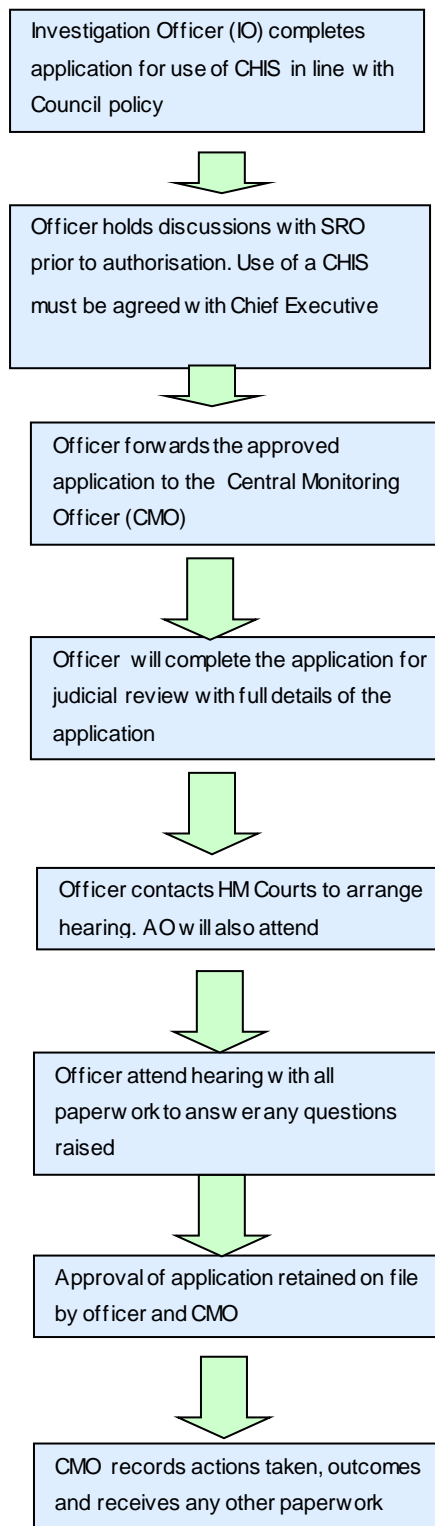 Investigation Officer (IO) completes
application for use of CHIS in line with
Council policy
Officer holds discussions with SRO
prior to authorisation. Use of a CHIS
must be agreed with Chief Executive
Officer forwards the approved
application to the Central Monitoring
Officer (CMO)
Officer will complete the application for
judicial review with full details of the
application
Officer contacts HM Courts to arrange
hearing. AO will also attend
Officer attend hearing with all
paperwork to answer any questions
raised
Approval of application retained on file
by officer and CMO
CMO records actions taken, outcomes
and receives any other paperwork